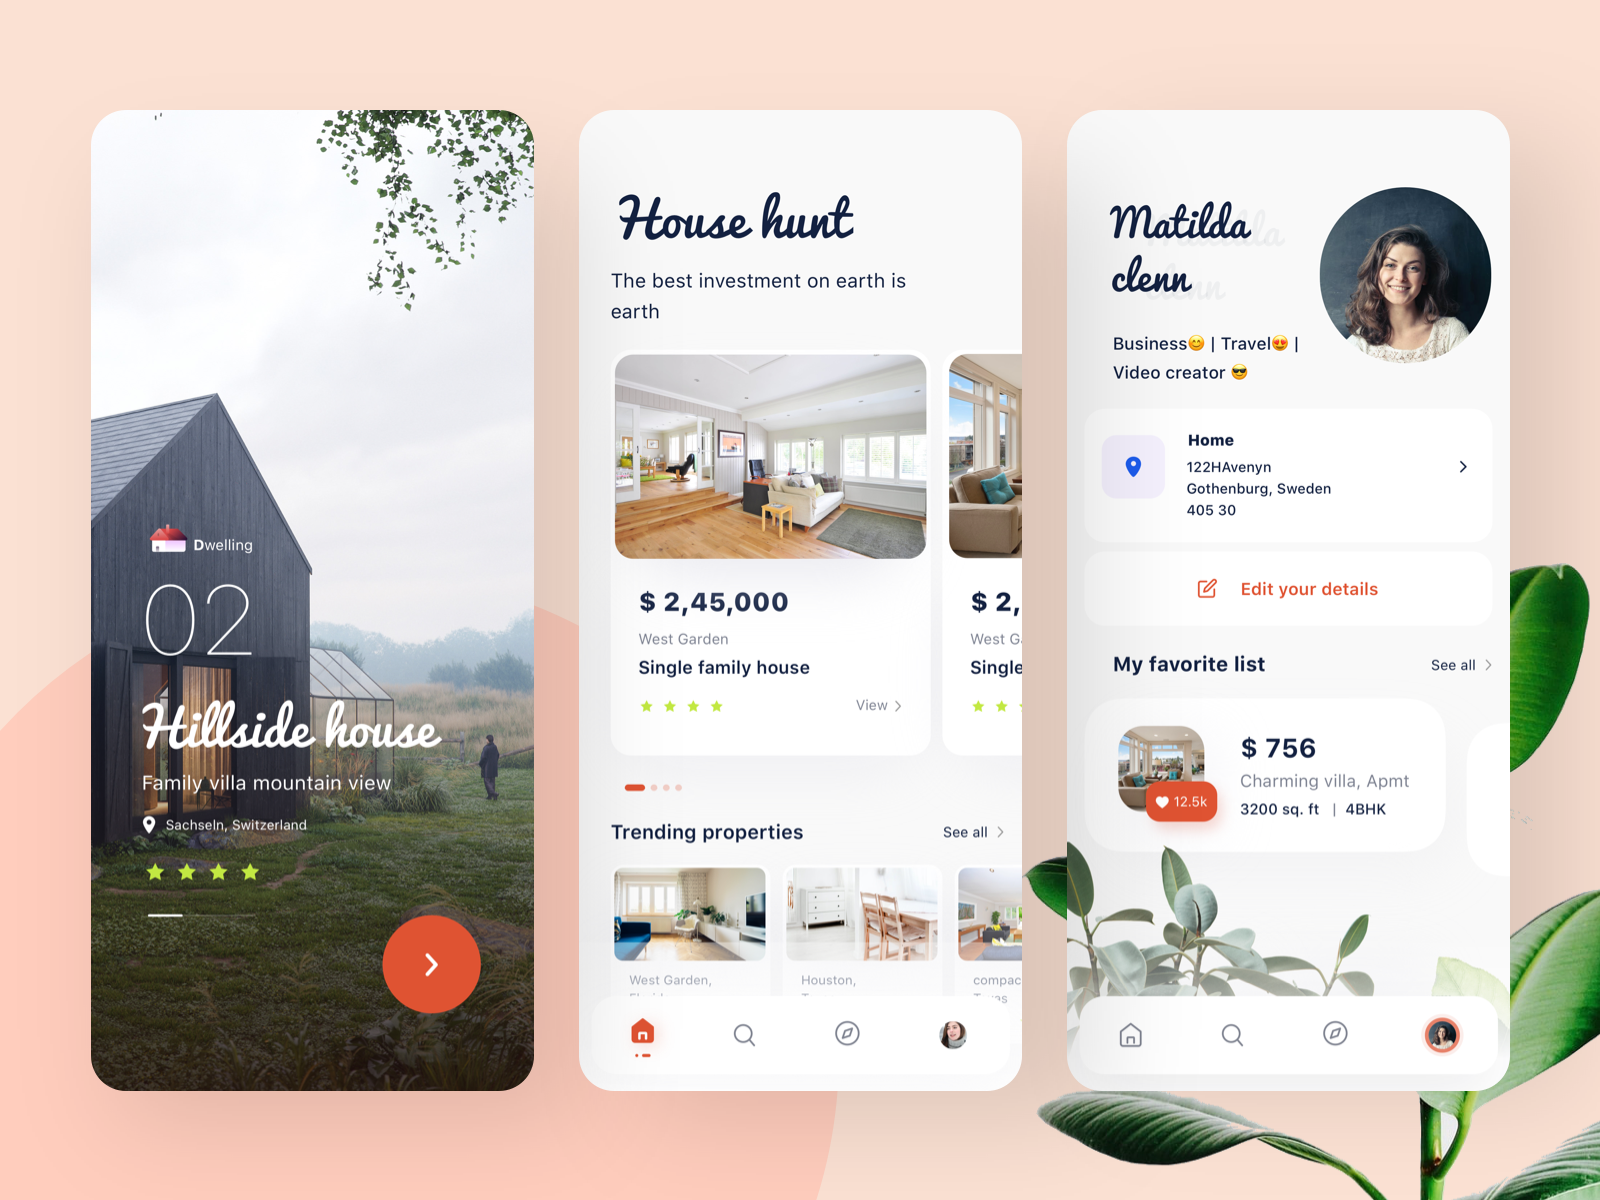 Dwelling
02
Hillside house
Family villa mountain view
Sachseln, Switzerland
House hunt
The best investment on earth is
earth
$ 2,45,000
West Garden
Single family house
View
$ 2,
West G
Single
Trending properties
See all
West Garden,
Houston,
compac
Matilda
clenn
Business😊 | Travel😍 |
Video creator 😎
Home
122HAvenyn
Gothenburg, Sweden
405 30
Edit your details
My favorite list
See all
12.5k
$ 756
Charming villa, Apmt
3200 sq. ft | 4BHK